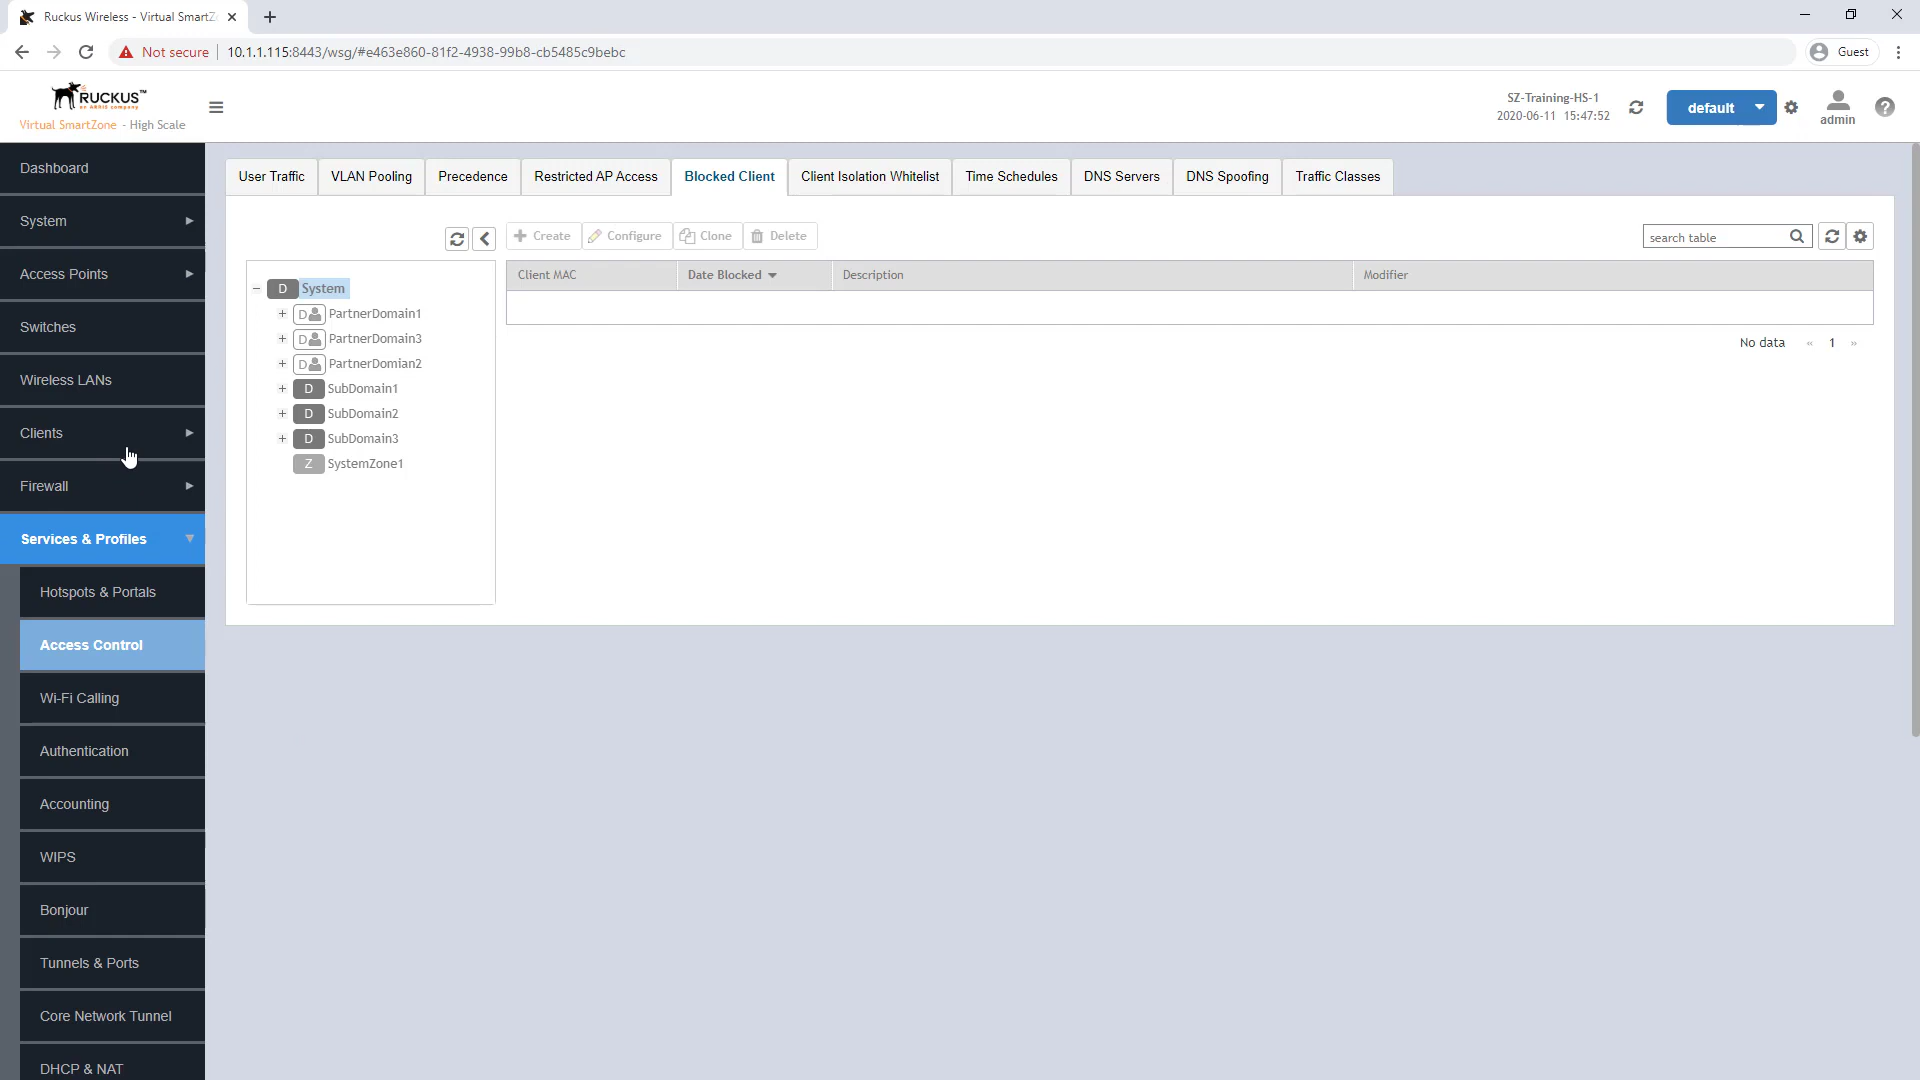 Ruckus Wireless - Virtual SmartZ
Not secure
10.1.1.115:8443/wsg/#e463e860-81f2-4938-99b8-cb5485c9bebc
Guest
RUCKUS™
an ARRIS company
Virtual SmartZone - High Scale
SZ-Training-HS-1
2020-06-11 15:47:52
default
admin
?
Dashboard
System
Access Points
Switches
Wireless LANs
Clients
Firewall
Services & Profiles
Hotspots & Portals
Access Control
Wi-Fi Calling
Authentication
Accounting
WIPS
Bonjour
Tunnels & Ports
Core Network Tunnel
DHCP & NAT
User Traffic
VLAN Pooling
Precedence
Restricted AP Access
Blocked Client
Client Isolation Whitelist
Time Schedules
DNS Servers
DNS Spoofing
Traffic Classes
D System
D PartnerDomain1
D PartnerDomain3
D PartnerDomian2
D SubDomain1
D SubDomain2
D SubDomain3
Z SystemZone1
Create
Configure
Clone
Delete
search table
Client MAC
Date Blocked
Description
Modifier
No data « 1 »